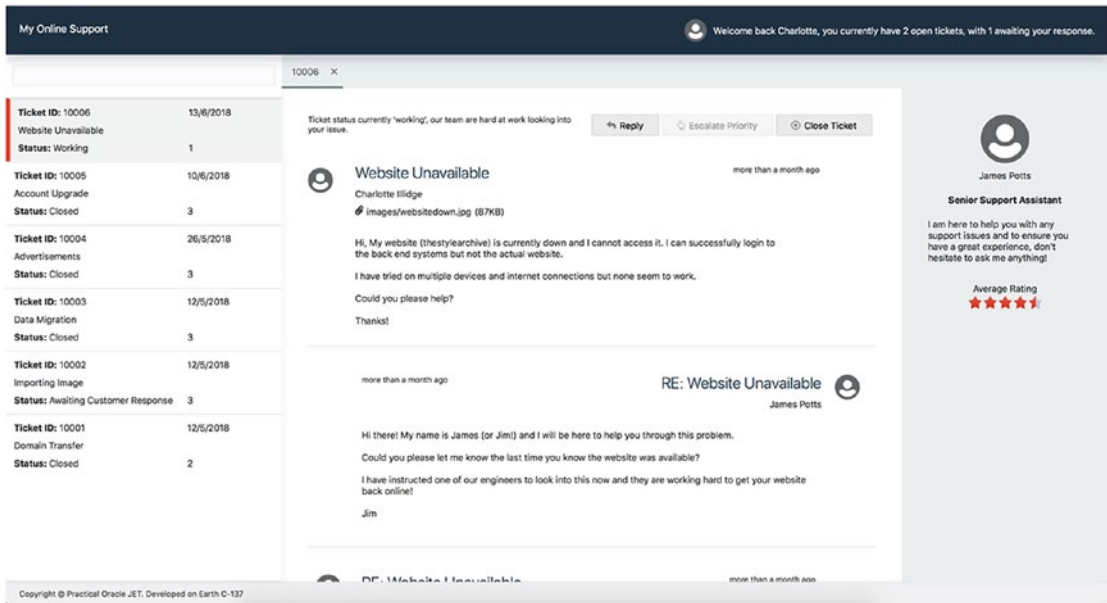 My Online Support
Welcome back Charlotte, you currently have 2 open tickets, with 1 awaiting your response.
10006 ×
Ticket ID: 10006 13/6/2018
Website Unavailable
Status: Working 1
Ticket ID: 10005 10/6/2018
Account Upgrade
Status: Closed 3
Ticket ID: 10004 26/5/2018
Advertisements
Status: Closed 3
Ticket ID: 10003 12/5/2018
Data Migration
Status: Closed 3
Ticket ID: 10002 12/5/2018
Importing Image
Status: Awaiting Customer Response 3
Ticket ID: 10001 12/5/2018
Domain Transfer
Status: Closed 2
Ticket status currently 'working', our team are hard at work looking into
your issue.
Reply
Escalate Priority
Close Ticket
Website Unavailable more than a month ago
Charlotte Illidge
images/websitedown.jpg (87KB)
Hi, My website (thestylearchive) is currently down and I cannot access it. I can successfully login to
the back end systems but not the actual website.
I have tried on multiple devices and internet connections but none seem to work.
Could you please help?
Thanks!
more than a month ago RE: Website Unavailable
James Potts
Hi there! My name is James (or Jim!) and I will be here to help you through this problem.
Could you please let me know the last time you know the website was available?
I have instructed one of our engineers to look into this now and they are working hard to get your website
back online!
Jim
RE: Website Unavailable more than a month ago
James Potts
Senior Support Assistant
I am here to help you with any
support issues and to ensure you
have a great experience, don't
hesitate to ask me anything!
Average Rating
Copyright © Practical Oracle JET. Developed on Earth C-137